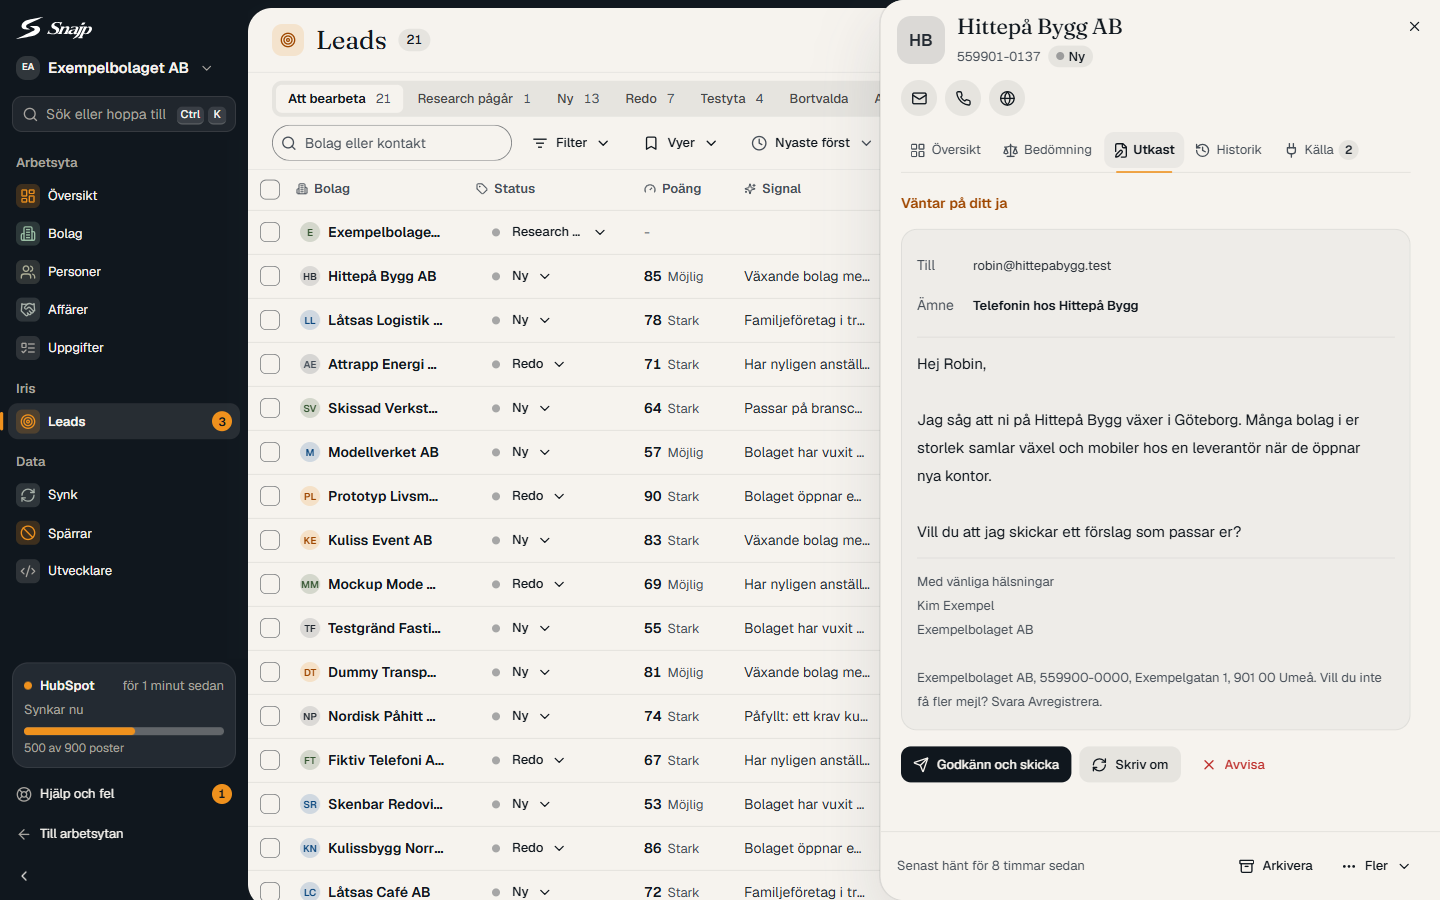 Snajp
EA Exempelbolaget AB
Sök eller hoppa till Ctrl K
Arbetsyta
Översikt
Bolag
Personer
Affärer
Uppgifter
Iris
Leads 3
Data
Synk
Spärrar
Utvecklare
HubSpot för 1 minut sedan
Synkar nu
500 av 900 poster
Hjälp och fel 1
Till arbetsytan
Leads 21
Att bearbeta 21 Research pågår 1 Ny 13 Redo 7 Testyta 4 Bortvalda
Bolag eller kontakt Filter Vyer Nyaste först
Bolag Status Poäng Signal
E Exempelbolage... Research ... -
HB Hittepå Bygg AB Ny 85 Möjlig Växande bolag me...
LL Låtsas Logistik ... Ny 78 Stark Familjeföretag i tr...
AE Attrapp Energi ... Redo 71 Stark Har nyligen anställ...
SV Skissad Verkst... Ny 64 Stark Passar på bransc...
M Modellverket AB Ny 57 Möjlig Bolaget har vuxit ...
PL Prototyp Livsm... Redo 90 Stark Bolaget öppnar e...
KE Kuliss Event AB Ny 83 Stark Växande bolag me...
MM Mockup Mode ... Redo 69 Möjlig Har nyligen anställ...
TF Testgränd Fasti... Ny 55 Stark Bolaget har vuxit ...
DT Dummy Transp... Ny 81 Möjlig Växande bolag me...
NP Nordisk Påhitt ... Ny 74 Stark Påfyllt: ett krav ku...
FT Fiktiv Telefoni A... Redo 67 Stark Har nyligen anställ...
SR Skenbar Redovi... Ny 53 Möjlig Bolaget har vuxit ...
KN Kulissbygg Norr... Redo 86 Stark Bolaget öppnar e...
LC Låtsas Café AB Ny 72 Stark Familjeföretag i tr...
HB Hittepå Bygg AB
559901-0137 Ny
Översikt Bedömning Utkast Historik Källa 2
Väntar på ditt ja
Till robin@hittepabygg.test
Ämne Telefonin hos Hittepå Bygg
Hej Robin,
Jag såg att ni på Hittepå Bygg växer i Göteborg. Många bolag i er
storlek samlar växel och mobiler hos en leverantör när de öppnar
nya kontor.
Vill du att jag skickar ett förslag som passar er?
Med vänliga hälsningar
Kim Exempel
Exempelbolaget AB
Exempelbolaget AB, 559900-0000, Exempelgatan 1, 901 00 Umeå. Vill du inte
få fler mejl? Svara Avregistrera.
Godkänn och skicka Skriv om Avvisa
Senast hänt för 8 timmar sedan Arkivera Fler